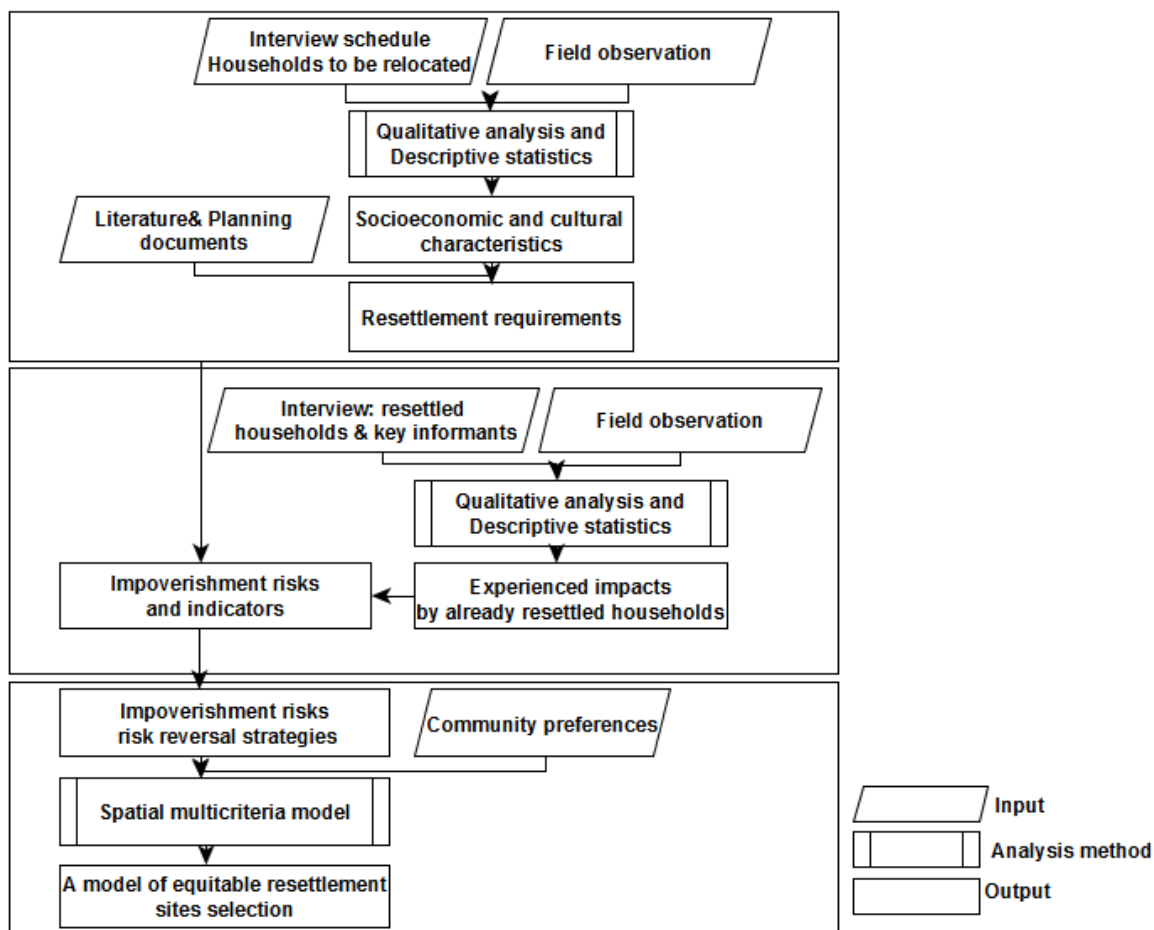 Interview schedule
Households to be relocated
Field observation
Qualitative analysis and
Descriptive statistics
Literature& Planning
documents
Socioeconomic and cultural
characteristics
Resettlement requirements
Interview: resettled
households & key informants
Field observation
Qualitative analysis and
Descriptive statistics
Impoverishment risks
and indicators
Experienced impacts
by already resettled households
Impoverishment risks
risk reversal strategies
Community preferences
Spatial multicriteria model
A model of equitable resettlement
sites selection
Input
Analysis method
Output